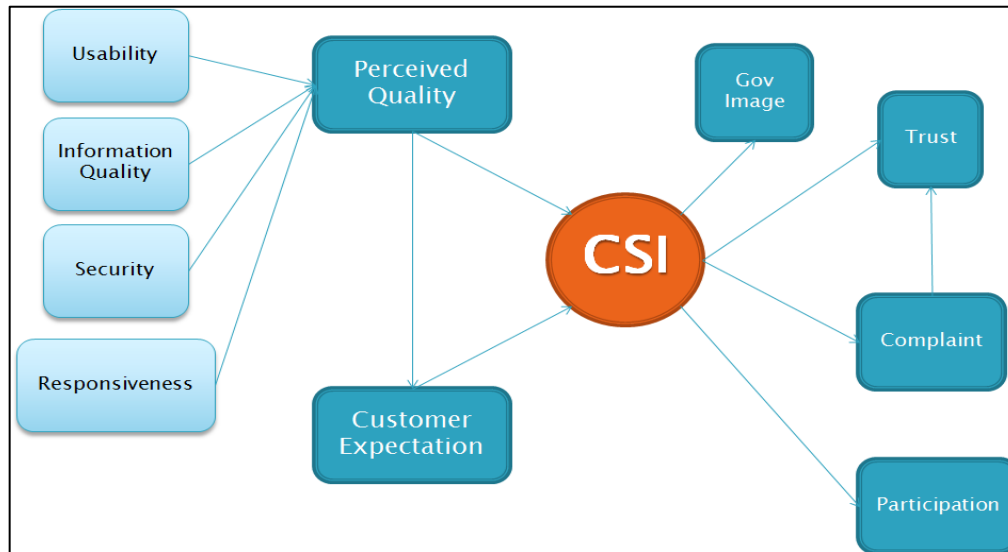 Usability
Information
Quality
Security
Responsiveness
Perceived
Quality
Customer
Expectation
CSI
Gov
Image
Trust
Complaint
Participation